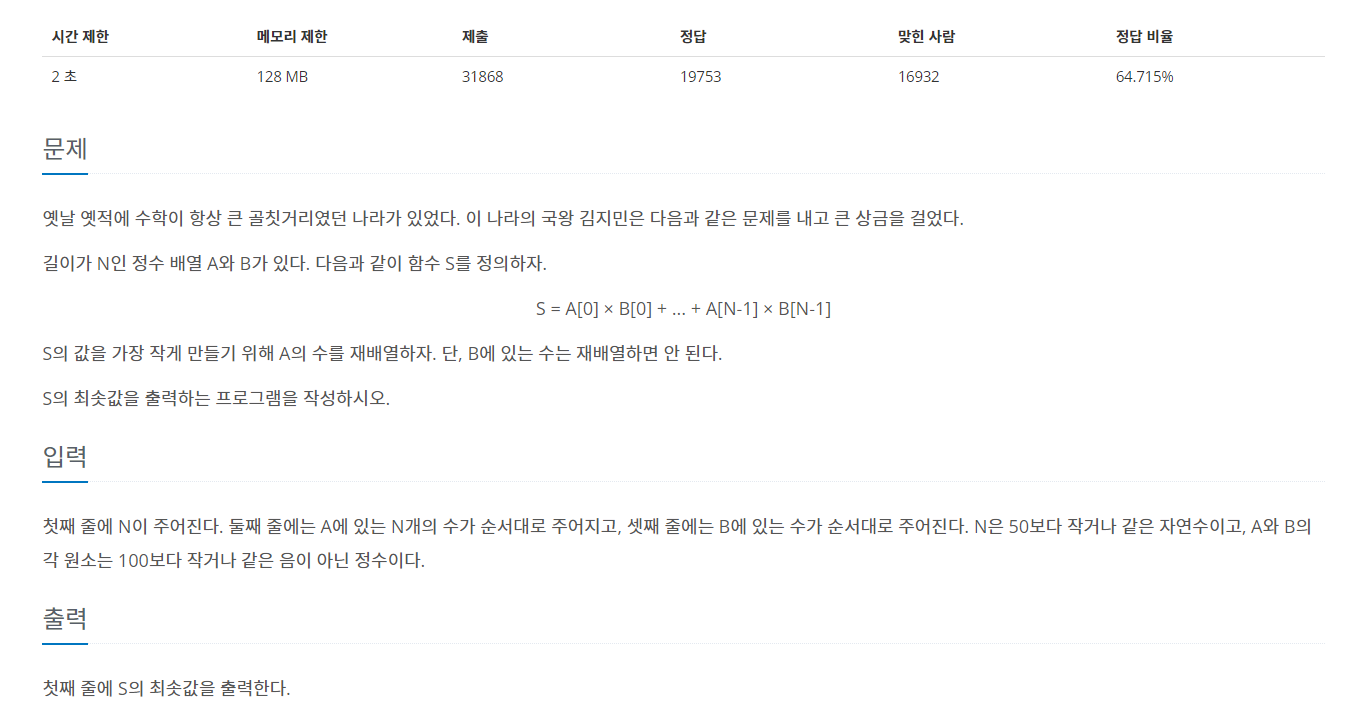 시간 제한 메모리 제한 제출 정답 맞힌 사람 정답 비율
2 초 128 MB 31868 19753 16932 64.715%
문제
옛날 옛적에 수학이 항상 큰 골칫거리였던 나라가 있었다. 이 나라의 국왕 김지민은 다음과 같은 문제를 내고 큰 상금을 걸었다.
길이가 N인 정수 배열 A와 B가 있다. 다음과 같이 함수 S를 정의하자.
S = A[0] × B[0] + ... + A[N-1] × B[N-1]
S의 값을 가장 작게 만들기 위해 A의 수를 재배열하자. 단, B에 있는 수는 재배열하면 안 된다.
S의 최솟값을 출력하는 프로그램을 작성하시오.
입력
첫째 줄에 N이 주어진다. 둘째 줄에는 A에 있는 N개의 수가 순서대로 주어지고, 셋째 줄에는 B에 있는 수가 순서대로 주어진다. N은 50보다 작거나 같은 자연수이고, A와 B의
각 원소는 100보다 작거나 같은 음이 아닌 정수이다.
출력
첫째 줄에 S의 최솟값을 출력한다.